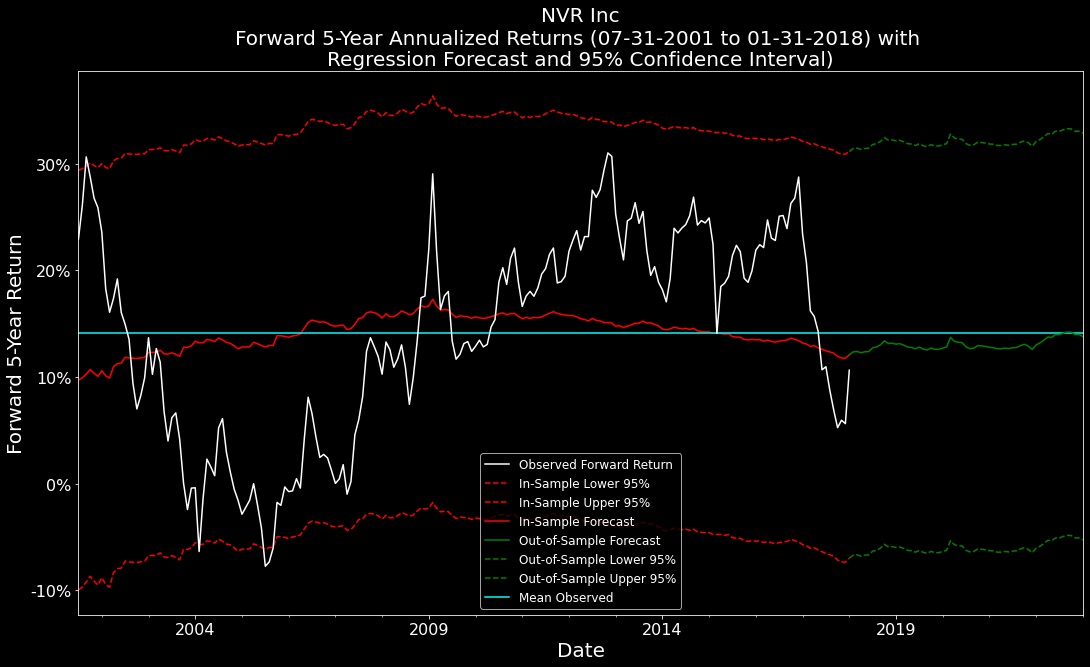 NVR Inc
Forward 5-Year Annualized Returns (07-31-2001 to 01-31-2018) with
Regression Forecast and 95% Confidence Interval)
Forward 5-Year Return
30%
20%
10%
0%
-10%
Observed Forward Return
In-Sample Lower 95%
In-Sample Upper 95%
In-Sample Forecast
Out-of-Sample Forecast
Out-of-Sample Lower 95%
Out-of-Sample Upper 95%
Mean Observed
2004 2009 2014 2019
Date